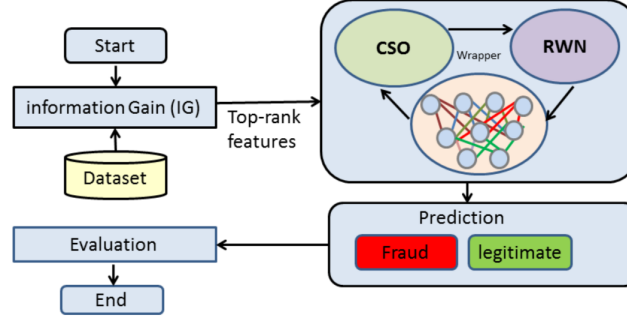 Start
information Gain (IG)
Dataset
Top-rank
features
CSO
Wrapper
RWN
Prediction
Fraud
legitimate
Evaluation
End